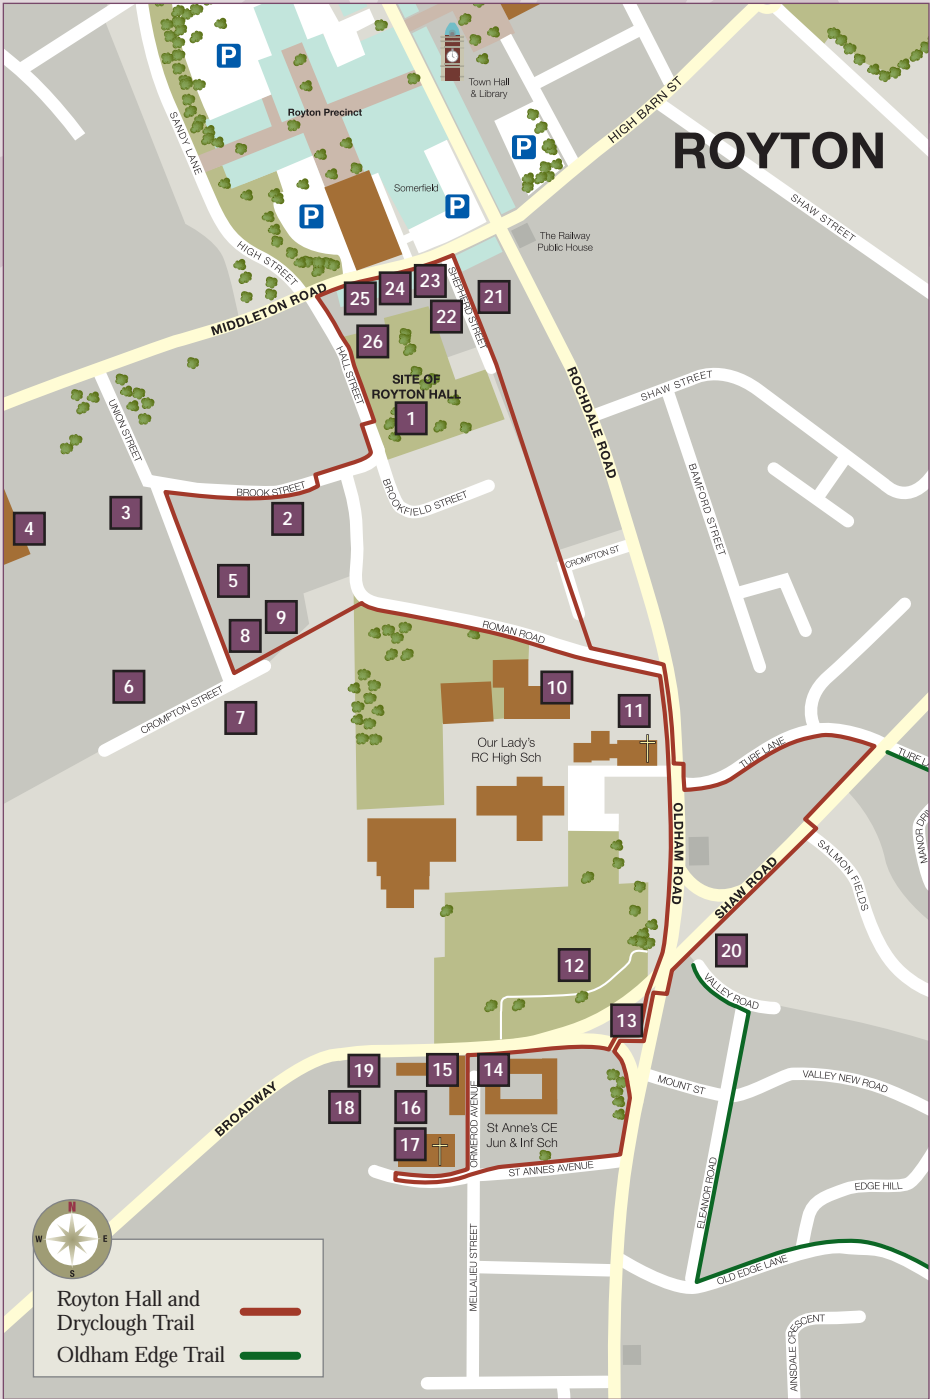 ROYTON
P
Town Hall
& Library
HIGH BARN ST
SANDY LANE
Royton Precinct
P
Somerfield
P
P
SHAW STREET
The Railway
Public House
HIGH STREET
MIDDLETON ROAD
25
24
23
22
21
SHEPHERD STREET
26
HALL STREET
SITE OF
ROYTON HALL
1
ROCHDALE ROAD
SHAW STREET
UNION STREET
BROOK STREET
BROOKFIELD STREET
BAMFORD STREET
4
3
2
CROMPTON ST
5
9
8
ROMAN ROAD
6
7
CROMPTON STREET
10
11
Our Lady's
RC High Sch
TURF LANE
TURF L
OLDHAM ROAD
SHAW ROAD
SALMON FIELDS
MANOR DRI
12
20
VALLEY ROAD
13
MOUNT ST
VALLEY NEW ROAD
BROADWAY
19
15
14
18
16
17
ORMEROD AVENUE
St Anne's CE
Jun & Inf Sch
ST ANNES AVENUE
ELEANOR ROAD
EDGE HILL
MELLALIEU STREET
OLD EDGE LANE
AINSDALE CRESCENT
N
W
E
S
Royton Hall and
Dryclough Trail
Oldham Edge Trail